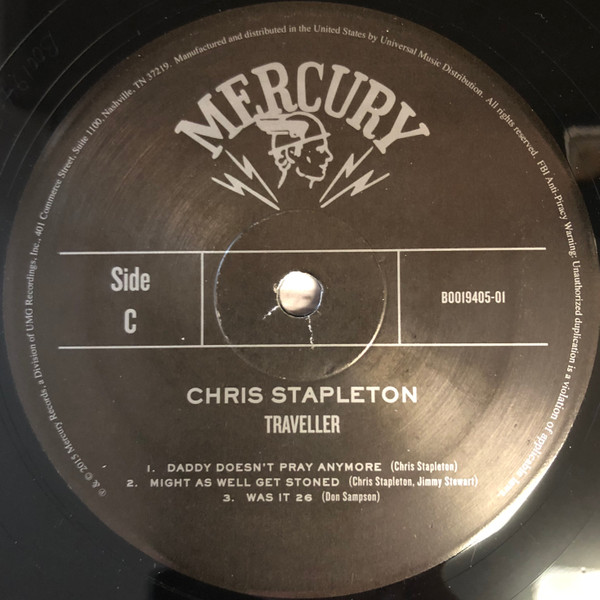 ℗ & © 2015 Mercury Records, a Division of UMG Recordings, Inc., 401 Commerce Street, Suite 1100, Nashville, TN 37219. Manufactured and distributed in the United States by Universal Music Distribution. All rights reserved. FBI Anti-Piracy Warning: Unauthorized duplication is a violation of applicable laws.
MERCURY
Side
C
B0019405-01
CHRIS STAPLETON
TRAVELLER
1. DADDY DOESN'T PRAY ANYMORE (Chris Stapleton)
2. MIGHT AS WELL GET STONED (Chris Stapleton, Jimmy Stewart)
3. WAS IT 26 (Don Sampson)